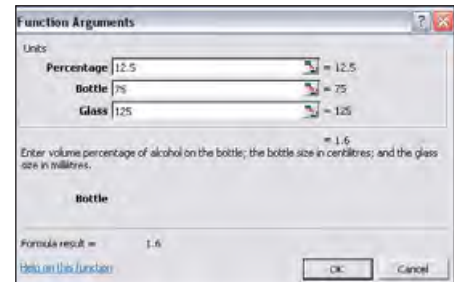 Function Arguments
Units
Percentage 12.5 = 12.5
Bottle 75 = 75
Glass 125 = 125
= 1.6
Enter volume percentage of alcohol on the bottle; the bottle size in centilitres; and the glass
size in millilitres.
Bottle
Formula result = 1.6
Help on this function OK Cancel